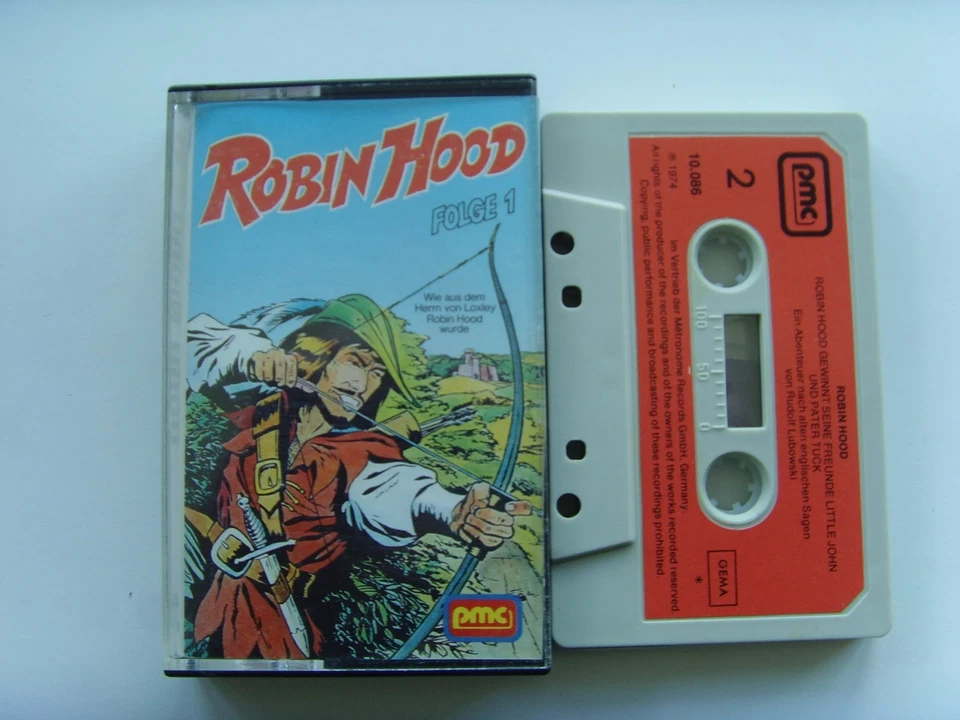 ROBIN HOOD
FOLGE 1
Wie aus dem
Herrn von Loxley
Robin Hood
wurde
pmc
pmc
ROBIN HOOD
ROBIN HOOD GEWINNT SEINE FREUNDE LITTLE JOHN
UND PATER TUCK
Ein Abenteuer nach alten englischen Sagen
von Rudolf Lubowski
2
10.086
℗ 1974
100 50 0
GEMA
*
Im Vertrieb der Metronome Records GmbH, Germany.
All rights of the producer of the recordings and of the owners of the works recorded reserved.
Copying, public performance and broadcasting of these recordings prohibited.